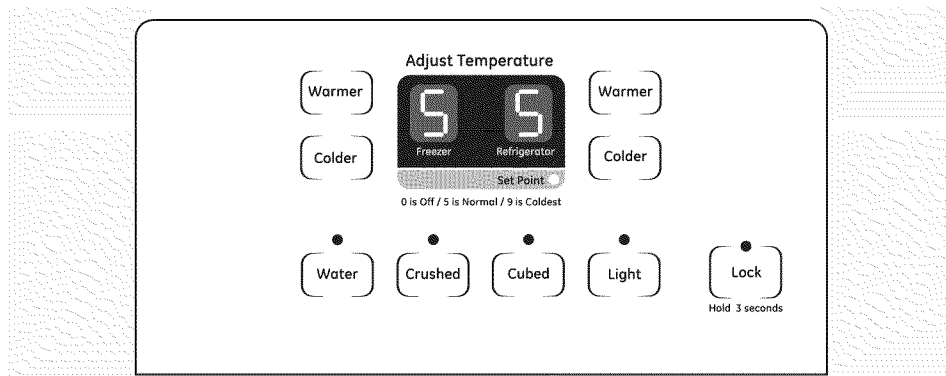 Adjust Temperature
Warmer
5 5
Warmer
Freezer Refrigerator
Colder
Colder
Set Point
0 is Off / 5 is Normal / 9 is Coldest
Water Crushed Cubed Light Lock
Hold 3 seconds